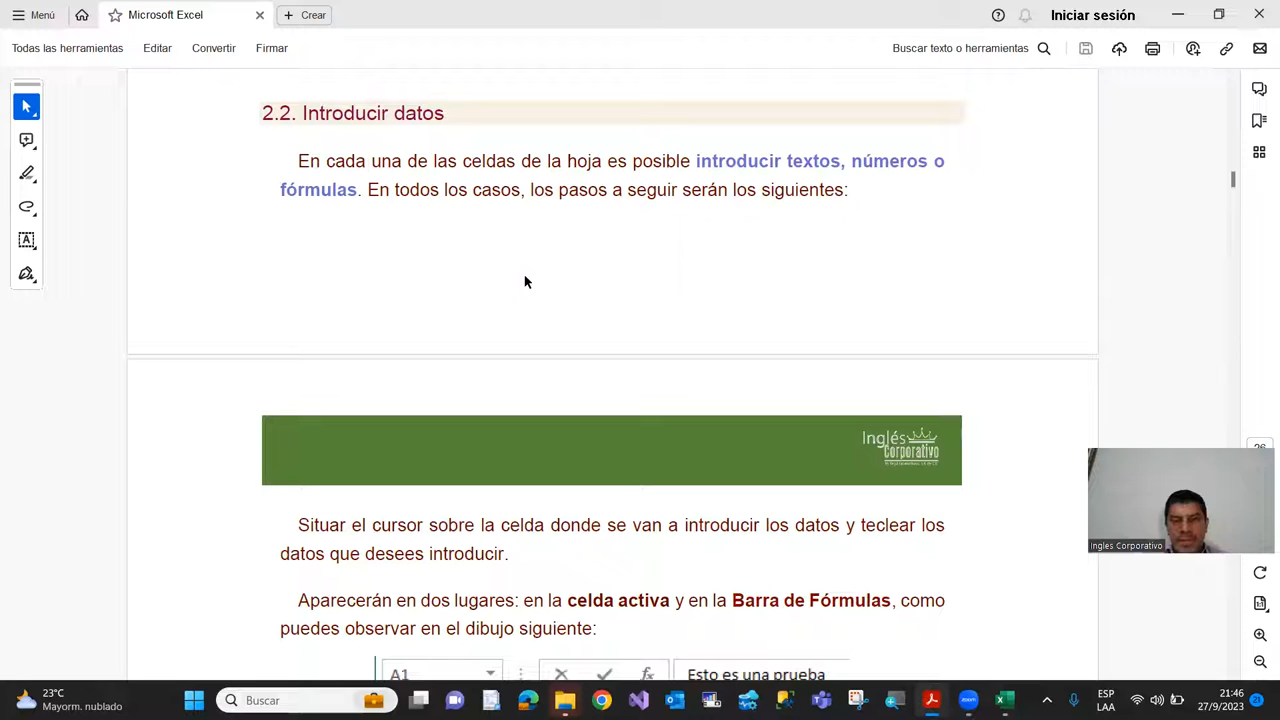 Menú
Microsoft Excel
Crear
Iniciar sesión
Todas las herramientas
Editar
Convertir
Firmar
Buscar texto o herramientas
2.2. Introducir datos
En cada una de las celdas de la hoja es posible introducir textos, números o
fórmulas. En todos los casos, los pasos a seguir serán los siguientes:
Inglés
Corporativo
Situar el cursor sobre la celda donde se van a introducir los datos y teclear los
datos que desees introducir.
Aparecerán en dos lugares: en la celda activa y en la Barra de Fórmulas, como
puedes observar en el dibujo siguiente:
A1
fx
Esto es una prueba
Ingles Corporativo
23°C
Mayorm. nublado
Buscar
ESP
LAA
21:46
27/9/2023